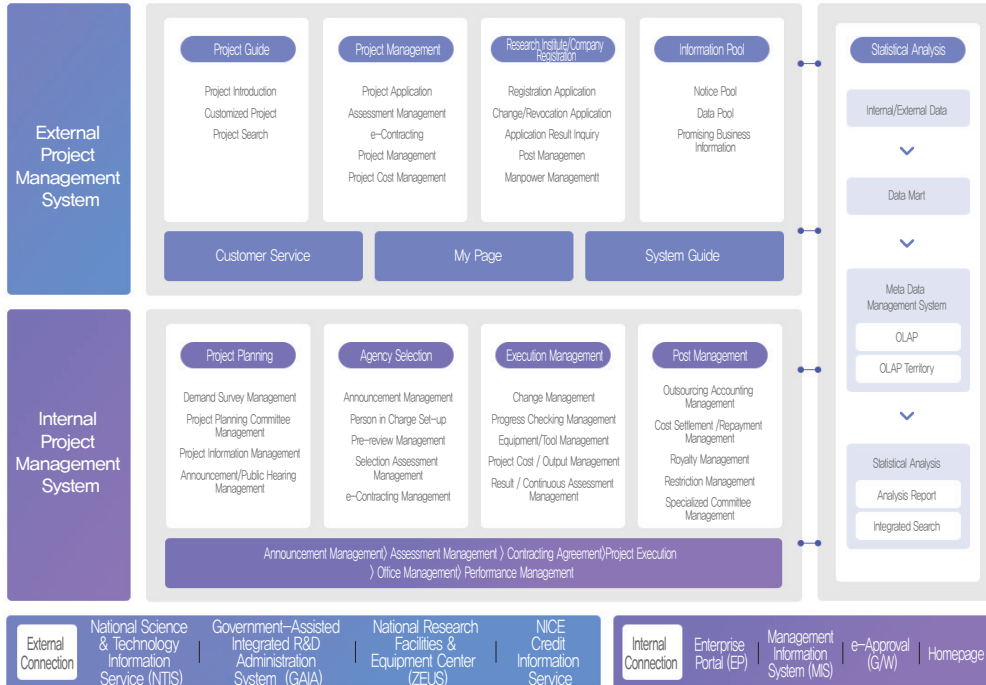 External
Project
Management
System
Project Guide
Project Introduction
Customized Project
Project Search
Project Management
Project Application
Assessment Management
e-Contracting
Project Management
Project Cost Management
Research Institute/Company
Registration
Registration Application
Change/Revocation Application
Application Result Inquiry
Post Managemen
Manpower Managementt
Information Pool
Notice Pool
Data Pool
Promising Business
Information
Customer Service
My Page
System Guide
Statistical Analysis
Internal/External Data
Data Mart
Meta Data
Management System
OLAP
OLAP Territory
Statistical Analysis
Analysis Report
Integrated Search
Internal
Project
Management
System
Project Planning
Demand Survey Management
Project Planning Committee
Management
Project Information Management
Announcement/Public Hearing
Management
Agency Selection
Announcement Management
Person in Charge Set-up
Pre-review Management
Selection Assessment
Management
e-Contracting Management
Execution Management
Change Management
Progress Checking Management
Equipment/Tool Management
Project Cost / Output Management
Result / Continuous Assessment
Management
Post Management
Outsourcing Accounting
Management
Cost Settlement /Repayment
Management
Royalty Management
Restriction Management
Specialized Committee
Management
Announcement Management〉Assessment Management 〉Contracting Agreement〉Project Execution
〉Office Management〉Performance Management
External
Connection
National Science
& Technology
Information
Service (NTIS)
Government-Assisted
Integrated R&D
Administration
System (GAIA)
National Research
Facilities &
Equipment Center
(ZEUS)
NICE
Credit
Information
Service
Internal
Connection
Enterprise
Portal (EP)
Management
Information
System (MIS)
e-Approval
(G/W)
Homepage